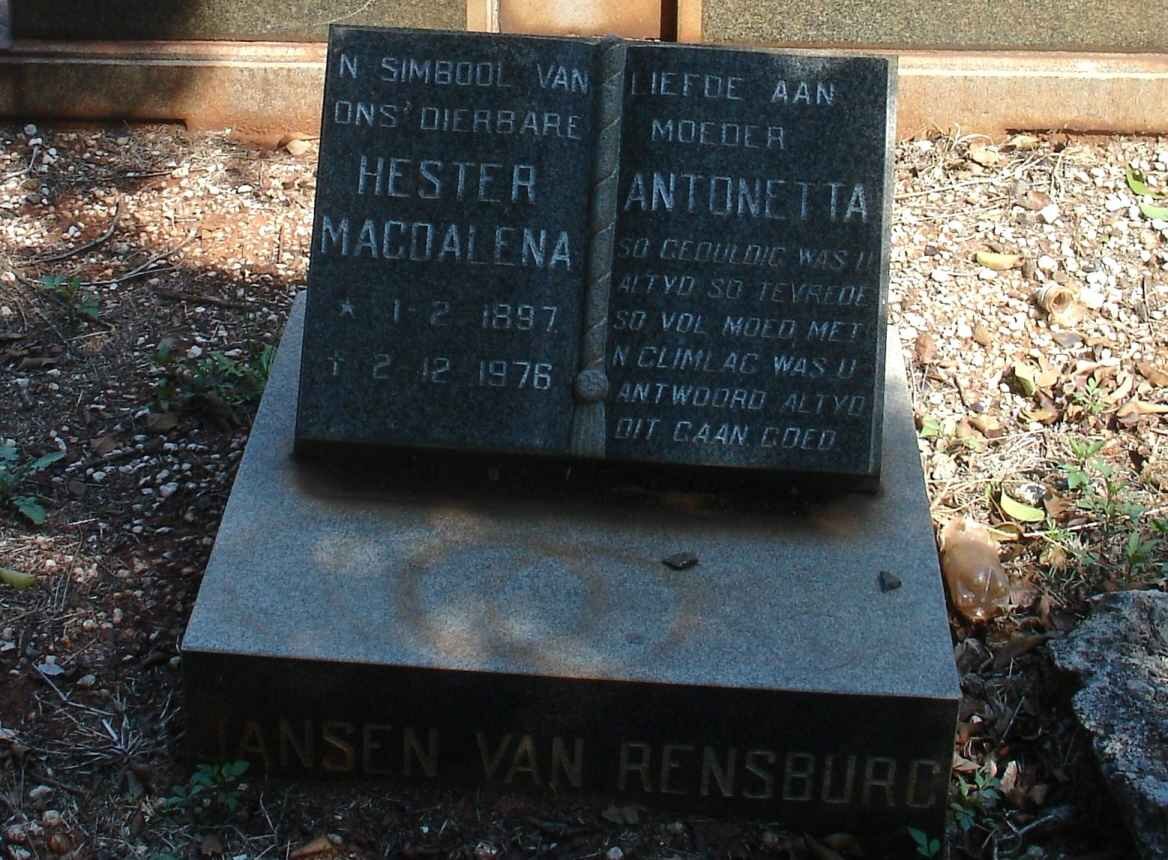 N SIMBOOL VAN LIEFDE AAN
ONS' DIERBARE MOEDER
HESTER ANTONETTA
MAGDALENA
* 1-2 1897
† 2 12 1976
SO GEDULDIG WAS U
ALTYD SO TEVREDE
SO VOL MOED, MET
N GLIMLAG WAS U
ANTWOORD ALTYD
DIT GAAN GOED
JANSEN VAN RENSBURG